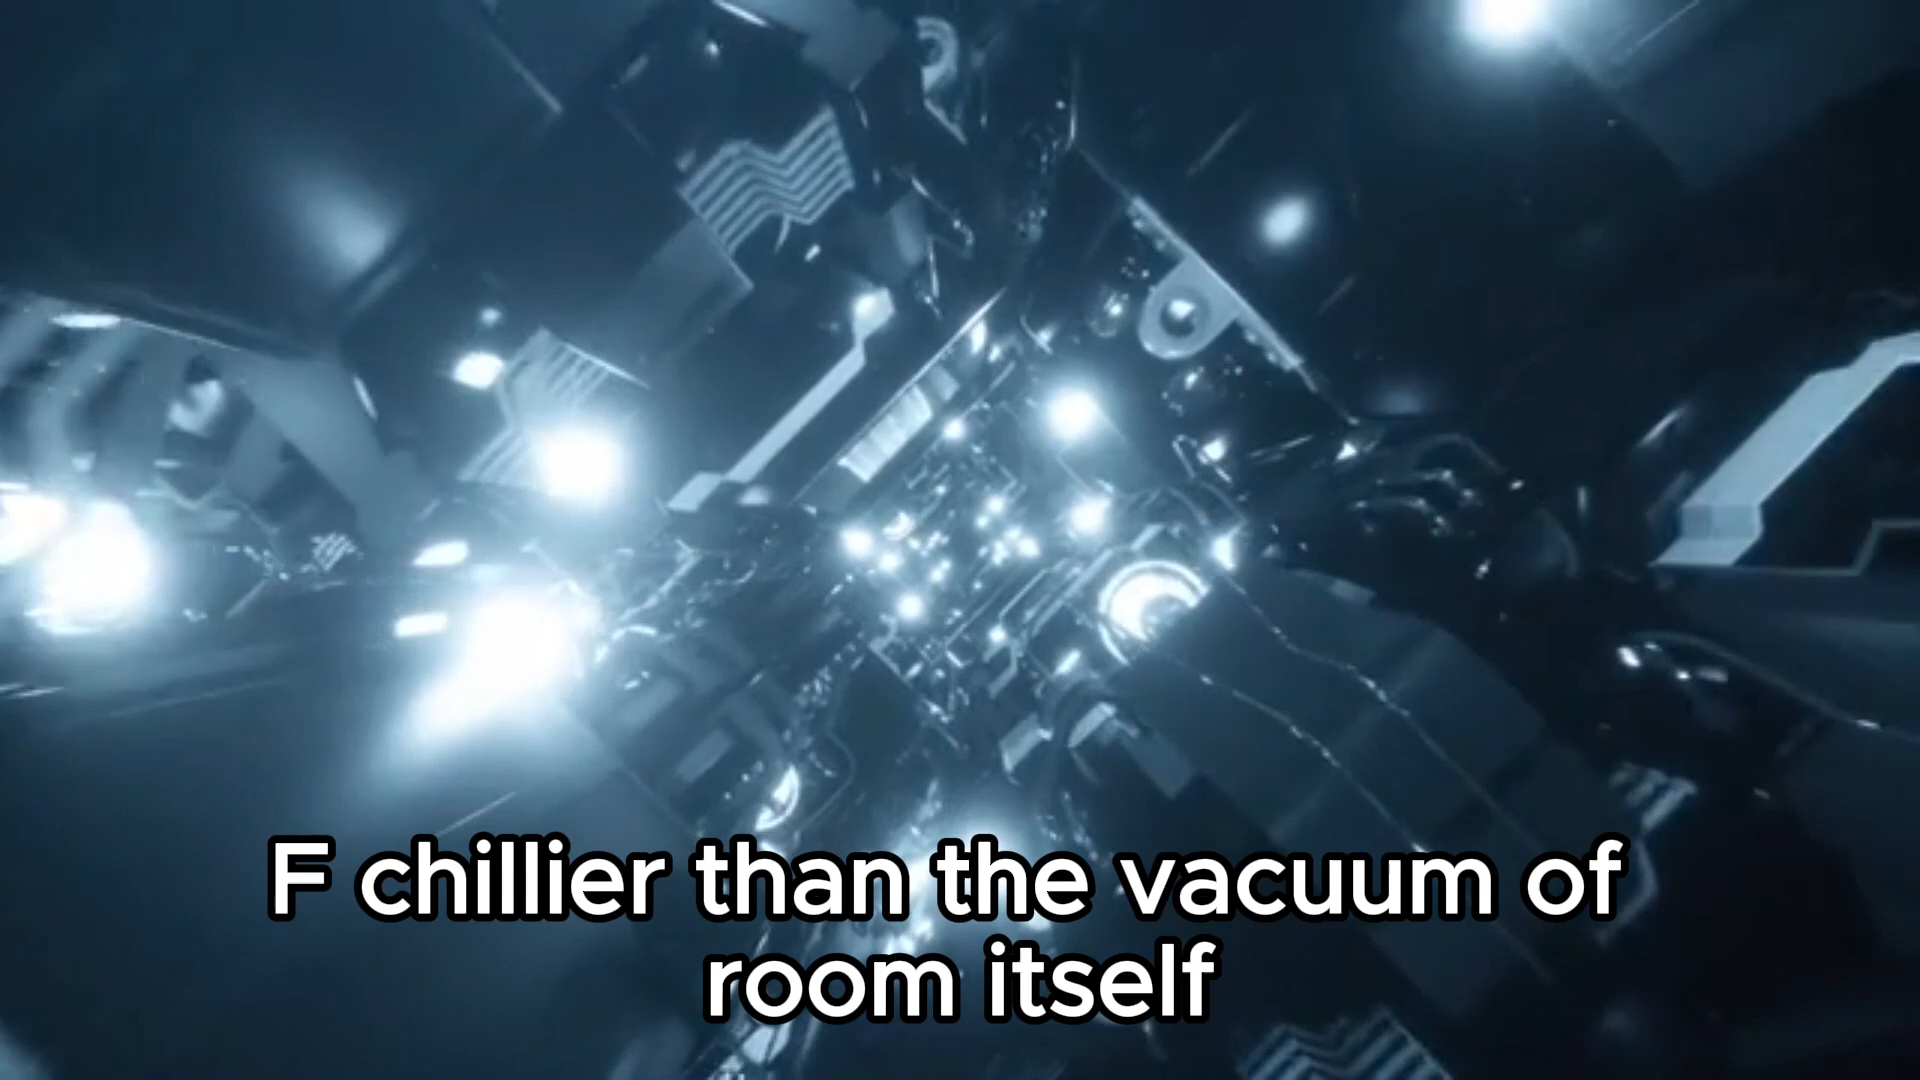 F chillier than the vacuum of
room itself